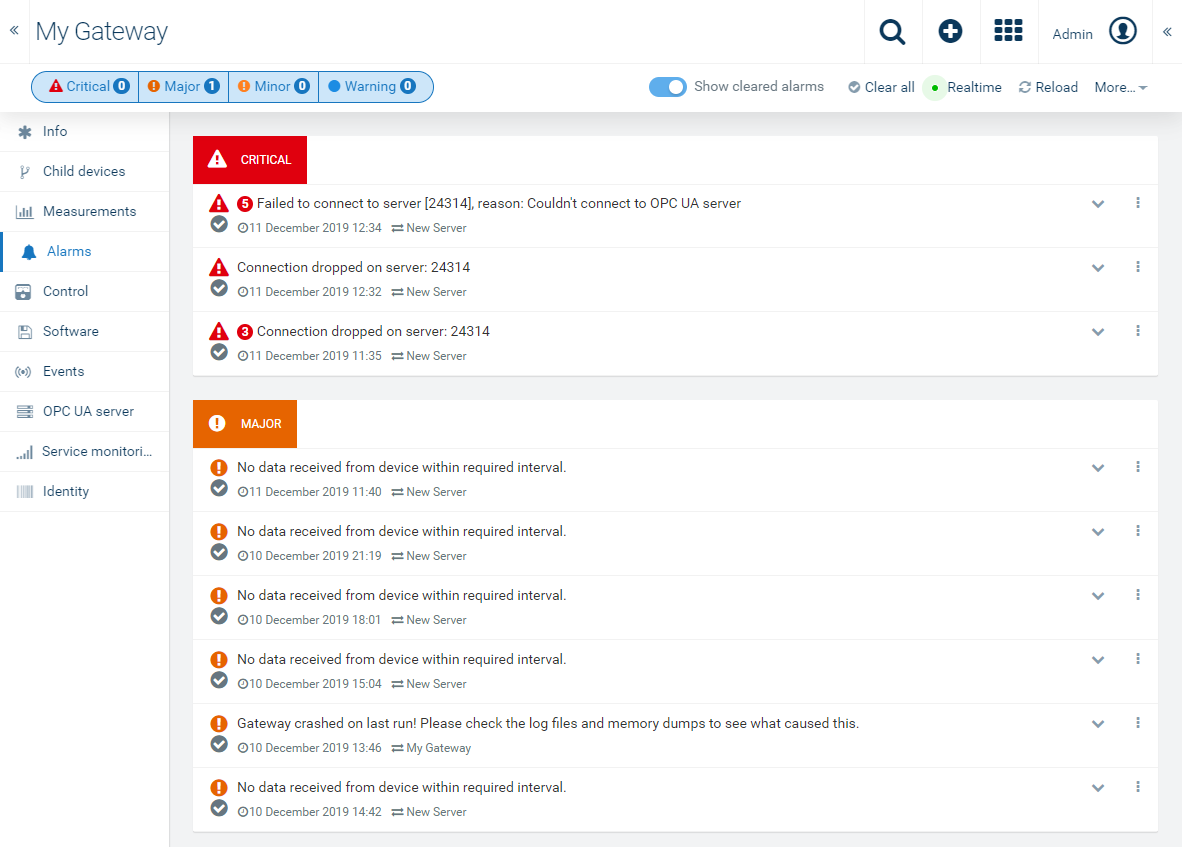 « My Gateway Admin «
Critical 0 Major 1 Minor 0 Warning 0 Show cleared alarms Clear all Realtime Reload More...
Info
Child devices
Measurements
Alarms
Control
Software
Events
OPC UA server
Service monitori...
Identity
CRITICAL
5 Failed to connect to server [24314], reason: Couldn't connect to OPC UA server
11 December 2019 12:34 New Server
Connection dropped on server: 24314
11 December 2019 12:32 New Server
3 Connection dropped on server: 24314
11 December 2019 11:35 New Server
MAJOR
No data received from device within required interval.
11 December 2019 11:40 New Server
No data received from device within required interval.
10 December 2019 21:19 New Server
No data received from device within required interval.
10 December 2019 18:01 New Server
No data received from device within required interval.
10 December 2019 15:04 New Server
Gateway crashed on last run! Please check the log files and memory dumps to see what caused this.
10 December 2019 13:46 My Gateway
No data received from device within required interval.
10 December 2019 14:42 New Server